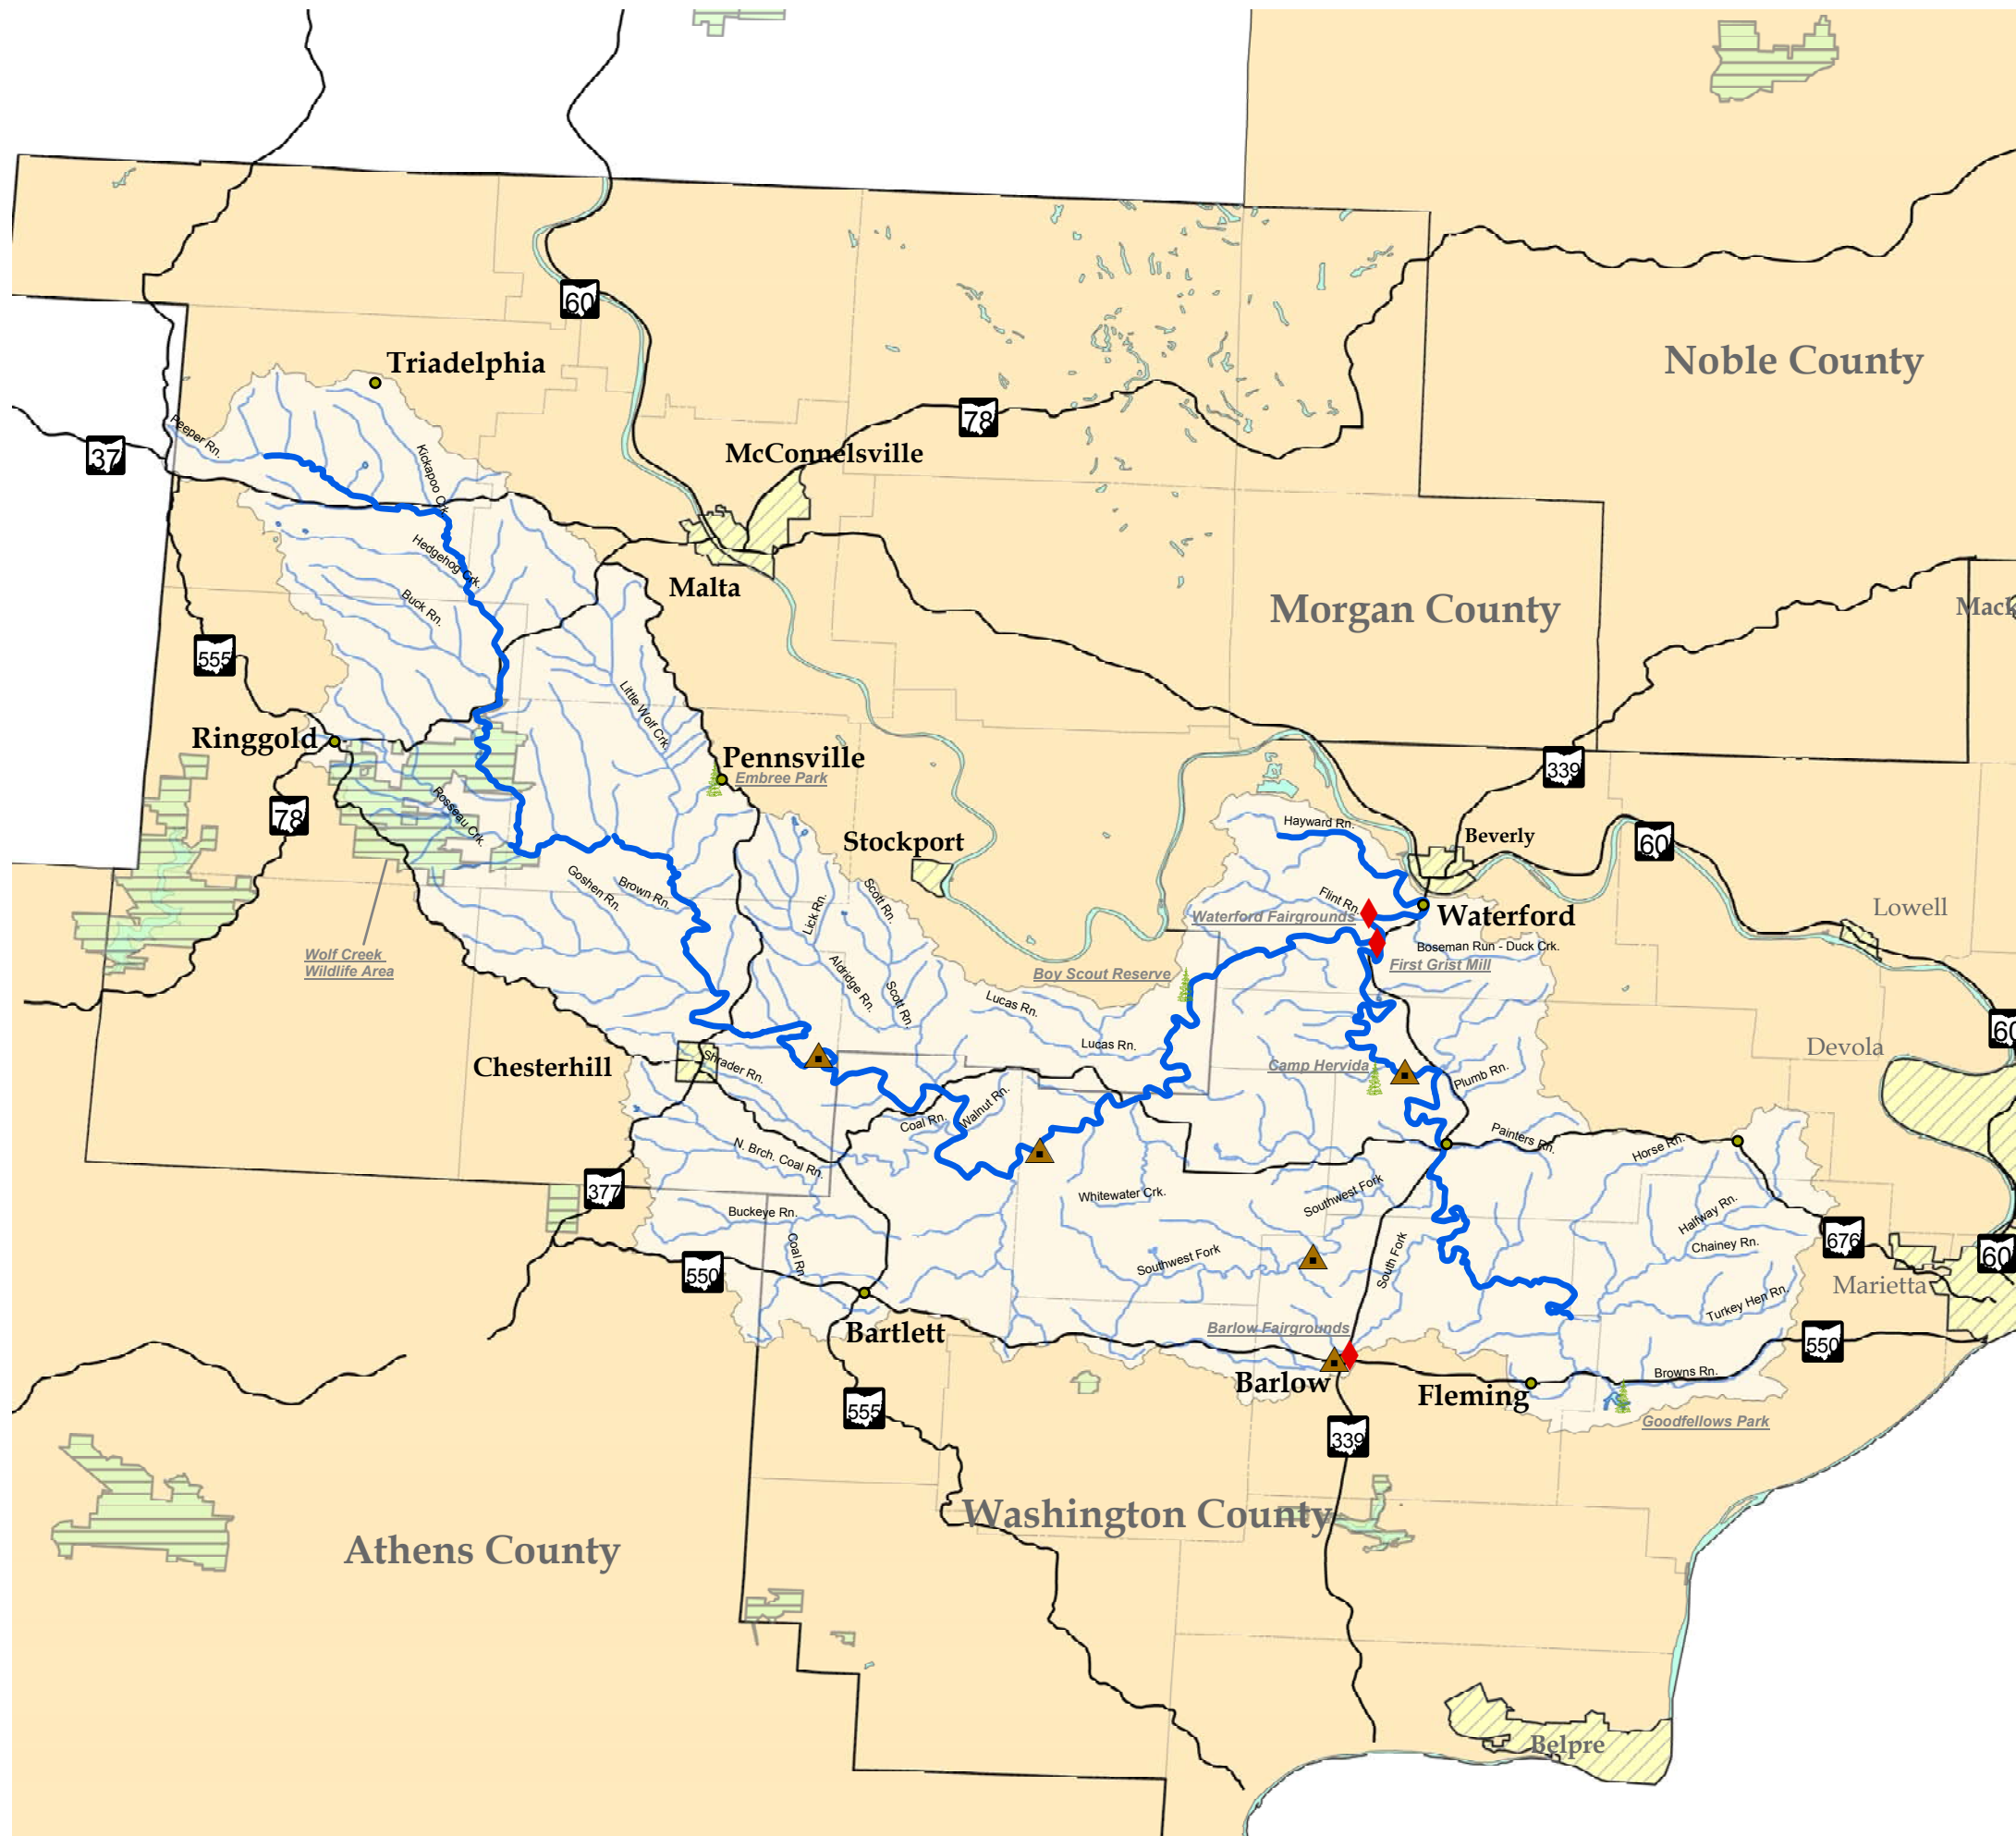 60
Triadelphia
Noble County
78
McConnelsville
Peeper Rn.
37
Kickapoo Crk.
Hedgehog Crk.
Malta
Buck Rn.
Morgan County
555
Little Wolf Crk.
Ringgold
Pennsville
Embree Park
339
78
Rosseau Crk.
Hayward Rn.
Beverly
60
Stockport
Goshen Rn.
Brown Rn.
Lick Rn.
Scott Rn.
Flint Rn.
Waterford Fairgrounds
Waterford
Lowell
Wolf Creek
Wildlife Area
Boseman Run - Duck Crk.
First Grist Mill
Boy Scout Reserve
Aldridge Rn.
Scott Rn.
Lucas Rn.
Lucas Rn.
60
Devola
Chesterhill
Shrader Rn.
Camp Hervida
Plumb Rn.
Coal Rn.
Walnut Rn.
Painters Rn.
Horse Rn.
N. Brch. Coal Rn.
377
Whitewater Crk.
Southwest Fork
Buckeye Rn.
Halfway Rn.
Chainey Rn.
676
60
Coal Rn.
Southwest Fork
South Fork
550
Marietta
Turkey Hen Rn.
Bartlett
Barlow Fairgrounds
550
Barlow
Fleming
Browns Rn.
Goodfellows Park
555
339
Washington County
Athens County
Belpre